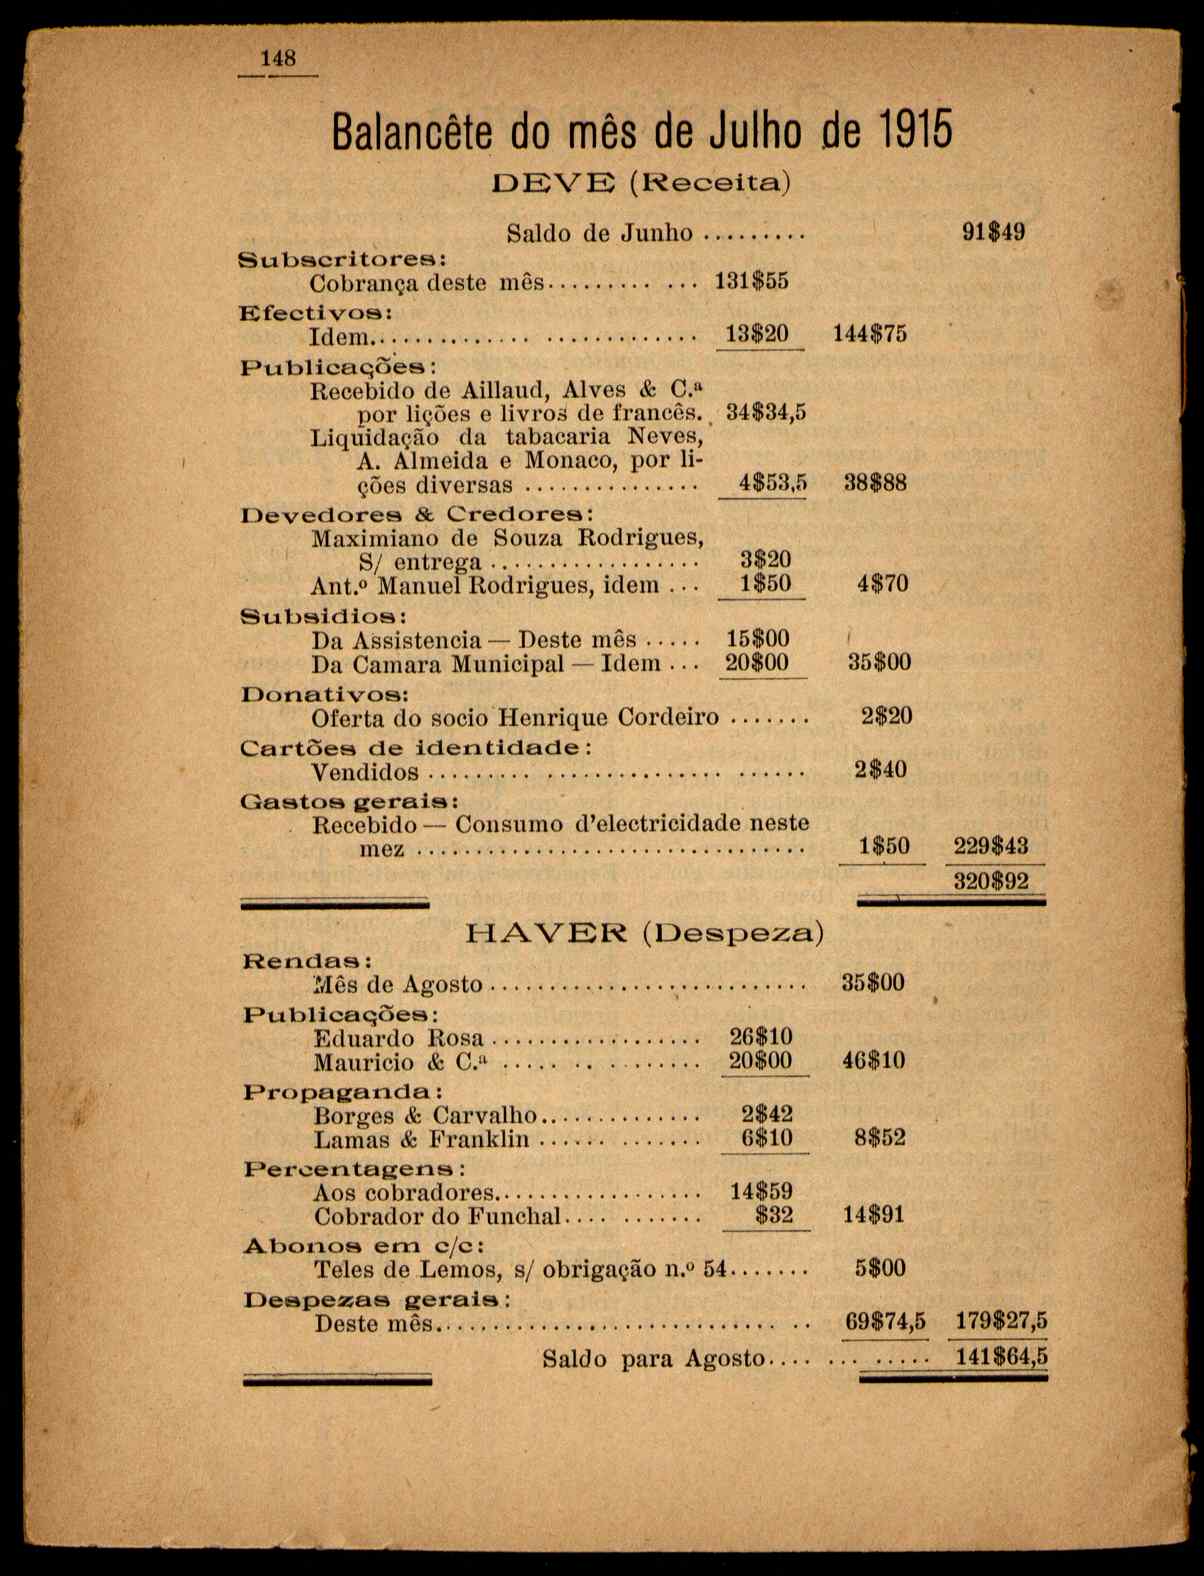 148
Balancête do mês de Julho de 1915
DEVE (Receita)
Saldo de Junho ......... 91$49
Subscritores:
Cobrança deste mês......... ... 131$55
Efectivos:
Idem.............. ............. 13$20 144$75
Publicações:
Recebido de Aillaud, Alves & C.ª
por lições e livros de francês. 34$34,5
Liquidação da tabacaria Neves,
A. Almeida e Monaco, por li-
ções diversas ............... 4$53,5 38$88
Devedores & Credores:
Maximiano de Souza Rodrigues,
S/ entrega .................. 3$20
Ant.º Manuel Rodrigues, idem ... 1$50 4$70
Subsidios:
Da Assistencia — Deste mês ..... 15$00
Da Camara Municipal — Idem ... 20$00 35$00
Donativos:
Oferta do socio Henrique Cordeiro ....... 2$20
Cartões de identidade:
Vendidos ......... ............... ...... 2$40
Gastos gerais:
Recebido — Consumo d'electricidade neste
mez ................................. 1$50 229$43
320$92
HAVER (Despeza)
Rendas:
Mês de Agosto ........................... 35$00
Publicações:
Eduardo Rosa .................. 26$10
Mauricio & C.ª ..... .. ........ 20$00 46$10
Propaganda:
Borges & Carvalho.............. 2$42
Lamas & Franklin ...... ....... 6$10 8$52
Percentagens:
Aos cobradores.................. 14$59
Cobrador do Funchal.... ....... $32 14$91
Abonos em c/c:
Teles de Lemos, s/ obrigação n.º 54....... 5$00
Despezas gerais:
Deste mês............................. .. 69$74,5 179$27,5
Saldo para Agosto.... ... ..... 141$64,5